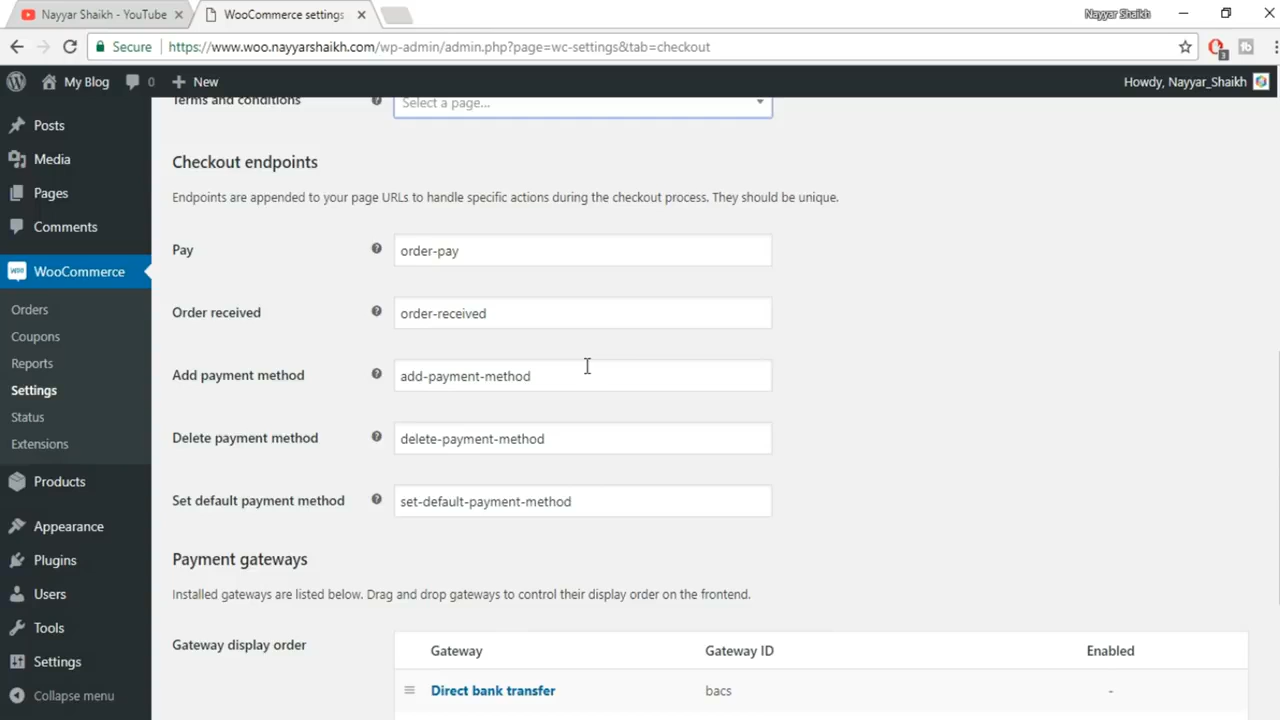 Nayyar Shaikh - YouTube
WooCommerce settings
Nayyar Shaikh
Secure
https://www.woo.nayyarshaikh.com/wp-admin/admin.php?page=wc-settings&tab=checkout
3
My Blog
0
New
Howdy, Nayyar_Shaikh
Posts
Media
Pages
Comments
WooCommerce
Orders
Coupons
Reports
Settings
Status
Extensions
Products
Appearance
Plugins
Users
Tools
Settings
Collapse menu
Terms and conditions
Select a page...
Checkout endpoints
Endpoints are appended to your page URLs to handle specific actions during the checkout process. They should be unique.
Pay
order-pay
Order received
order-received
Add payment method
add-payment-method
Delete payment method
delete-payment-method
Set default payment method
set-default-payment-method
Payment gateways
Installed gateways are listed below. Drag and drop gateways to control their display order on the frontend.
Gateway display order
Gateway Gateway ID Enabled
Direct bank transfer bacs -